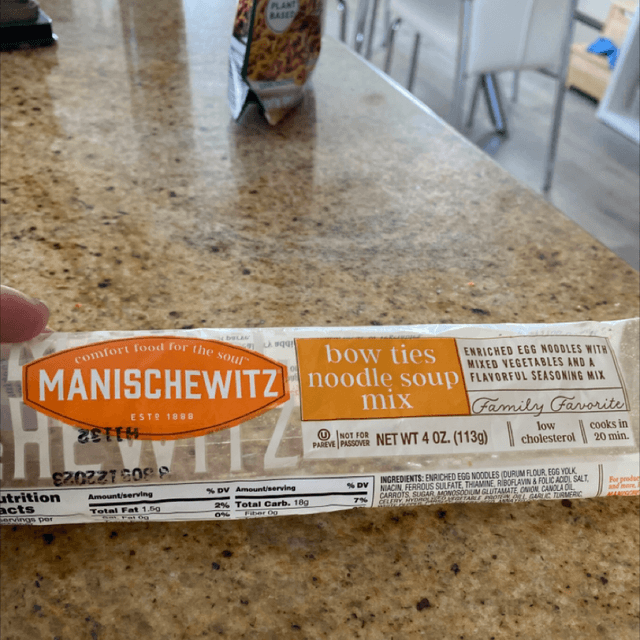 PLANT
BASED
comfort food for the soul™
MANISCHEWITZ
ESTD 1888
bow ties
noodle soup
mix
ENRICHED EGG NOODLES WITH
MIXED VEGETABLES AND A
FLAVORFUL SEASONING MIX
Family Favorite
U
PAREVE
NOT FOR
PASSOVER
NET WT 4 OZ. (113g)
low
cholesterol
cooks in
20 min.
utrition
acts
ervings per
Amount/serving
% DV
Total Fat 1.5g
2%
0%
Amount/serving
% DV
Total Carb. 18g
7%
Fiber 0g
INGREDIENTS: ENRICHED EGG NOODLES (DURUM FLOUR, EGG YOLK,
NIACIN, FERROUS SULFATE, THIAMINE, RIBOFLAVIN & FOLIC ACID), SALT,
CARROTS, SUGAR, MONOSODIUM GLUTAMATE, ONION, CANOLA